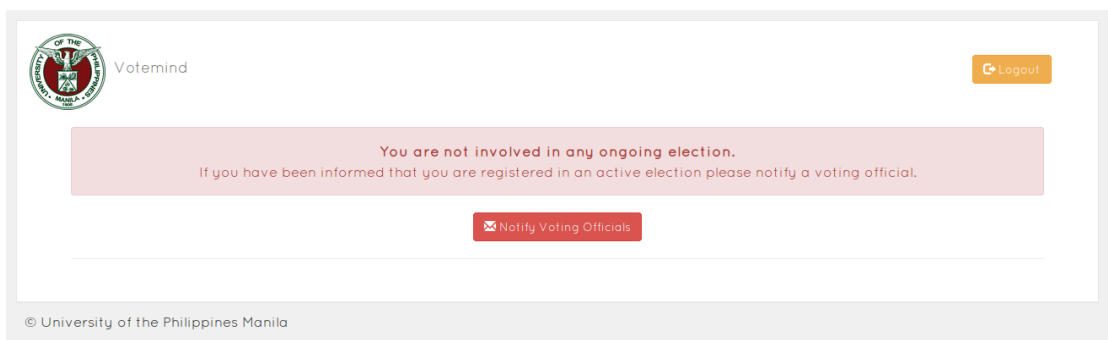 UNIVERSITY OF THE PHILIPPINES
MANILA
1908
Votemind
Logout
You are not involved in any ongoing election.
If you have been informed that you are registered in an active election please notify a voting official.
Notify Voting Officials
© University of the Philippines Manila